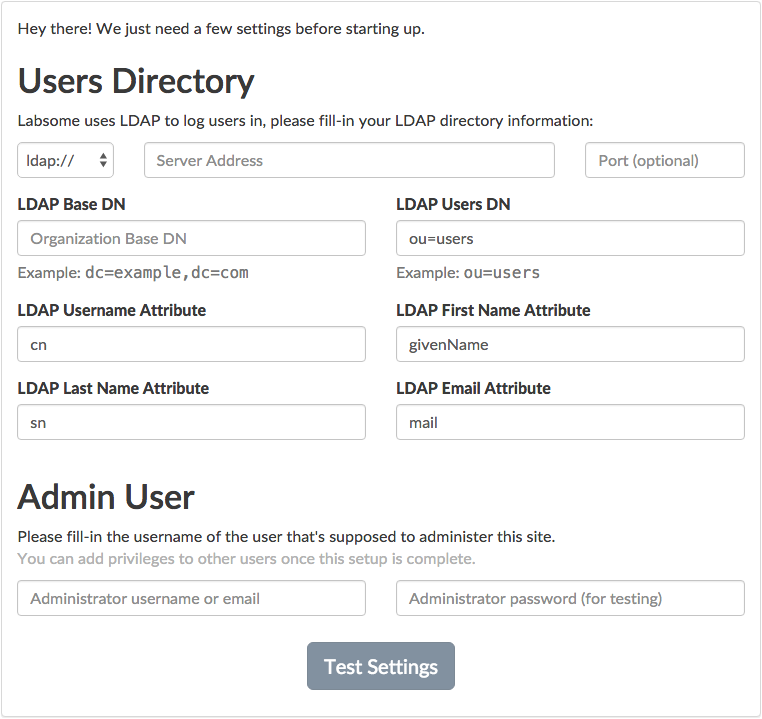 Hey there! We just need a few settings before starting up.
Users Directory
Labsome uses LDAP to log users in, please fill-in your LDAP directory information:
ldap:// Server Address Port (optional)
LDAP Base DN LDAP Users DN
Organization Base DN ou=users
Example: dc=example,dc=com Example: ou=users
LDAP Username Attribute LDAP First Name Attribute
cn givenName
LDAP Last Name Attribute LDAP Email Attribute
sn mail
Admin User
Please fill-in the username of the user that's supposed to administer this site.
You can add privileges to other users once this setup is complete.
Administrator username or email Administrator password (for testing)
Test Settings